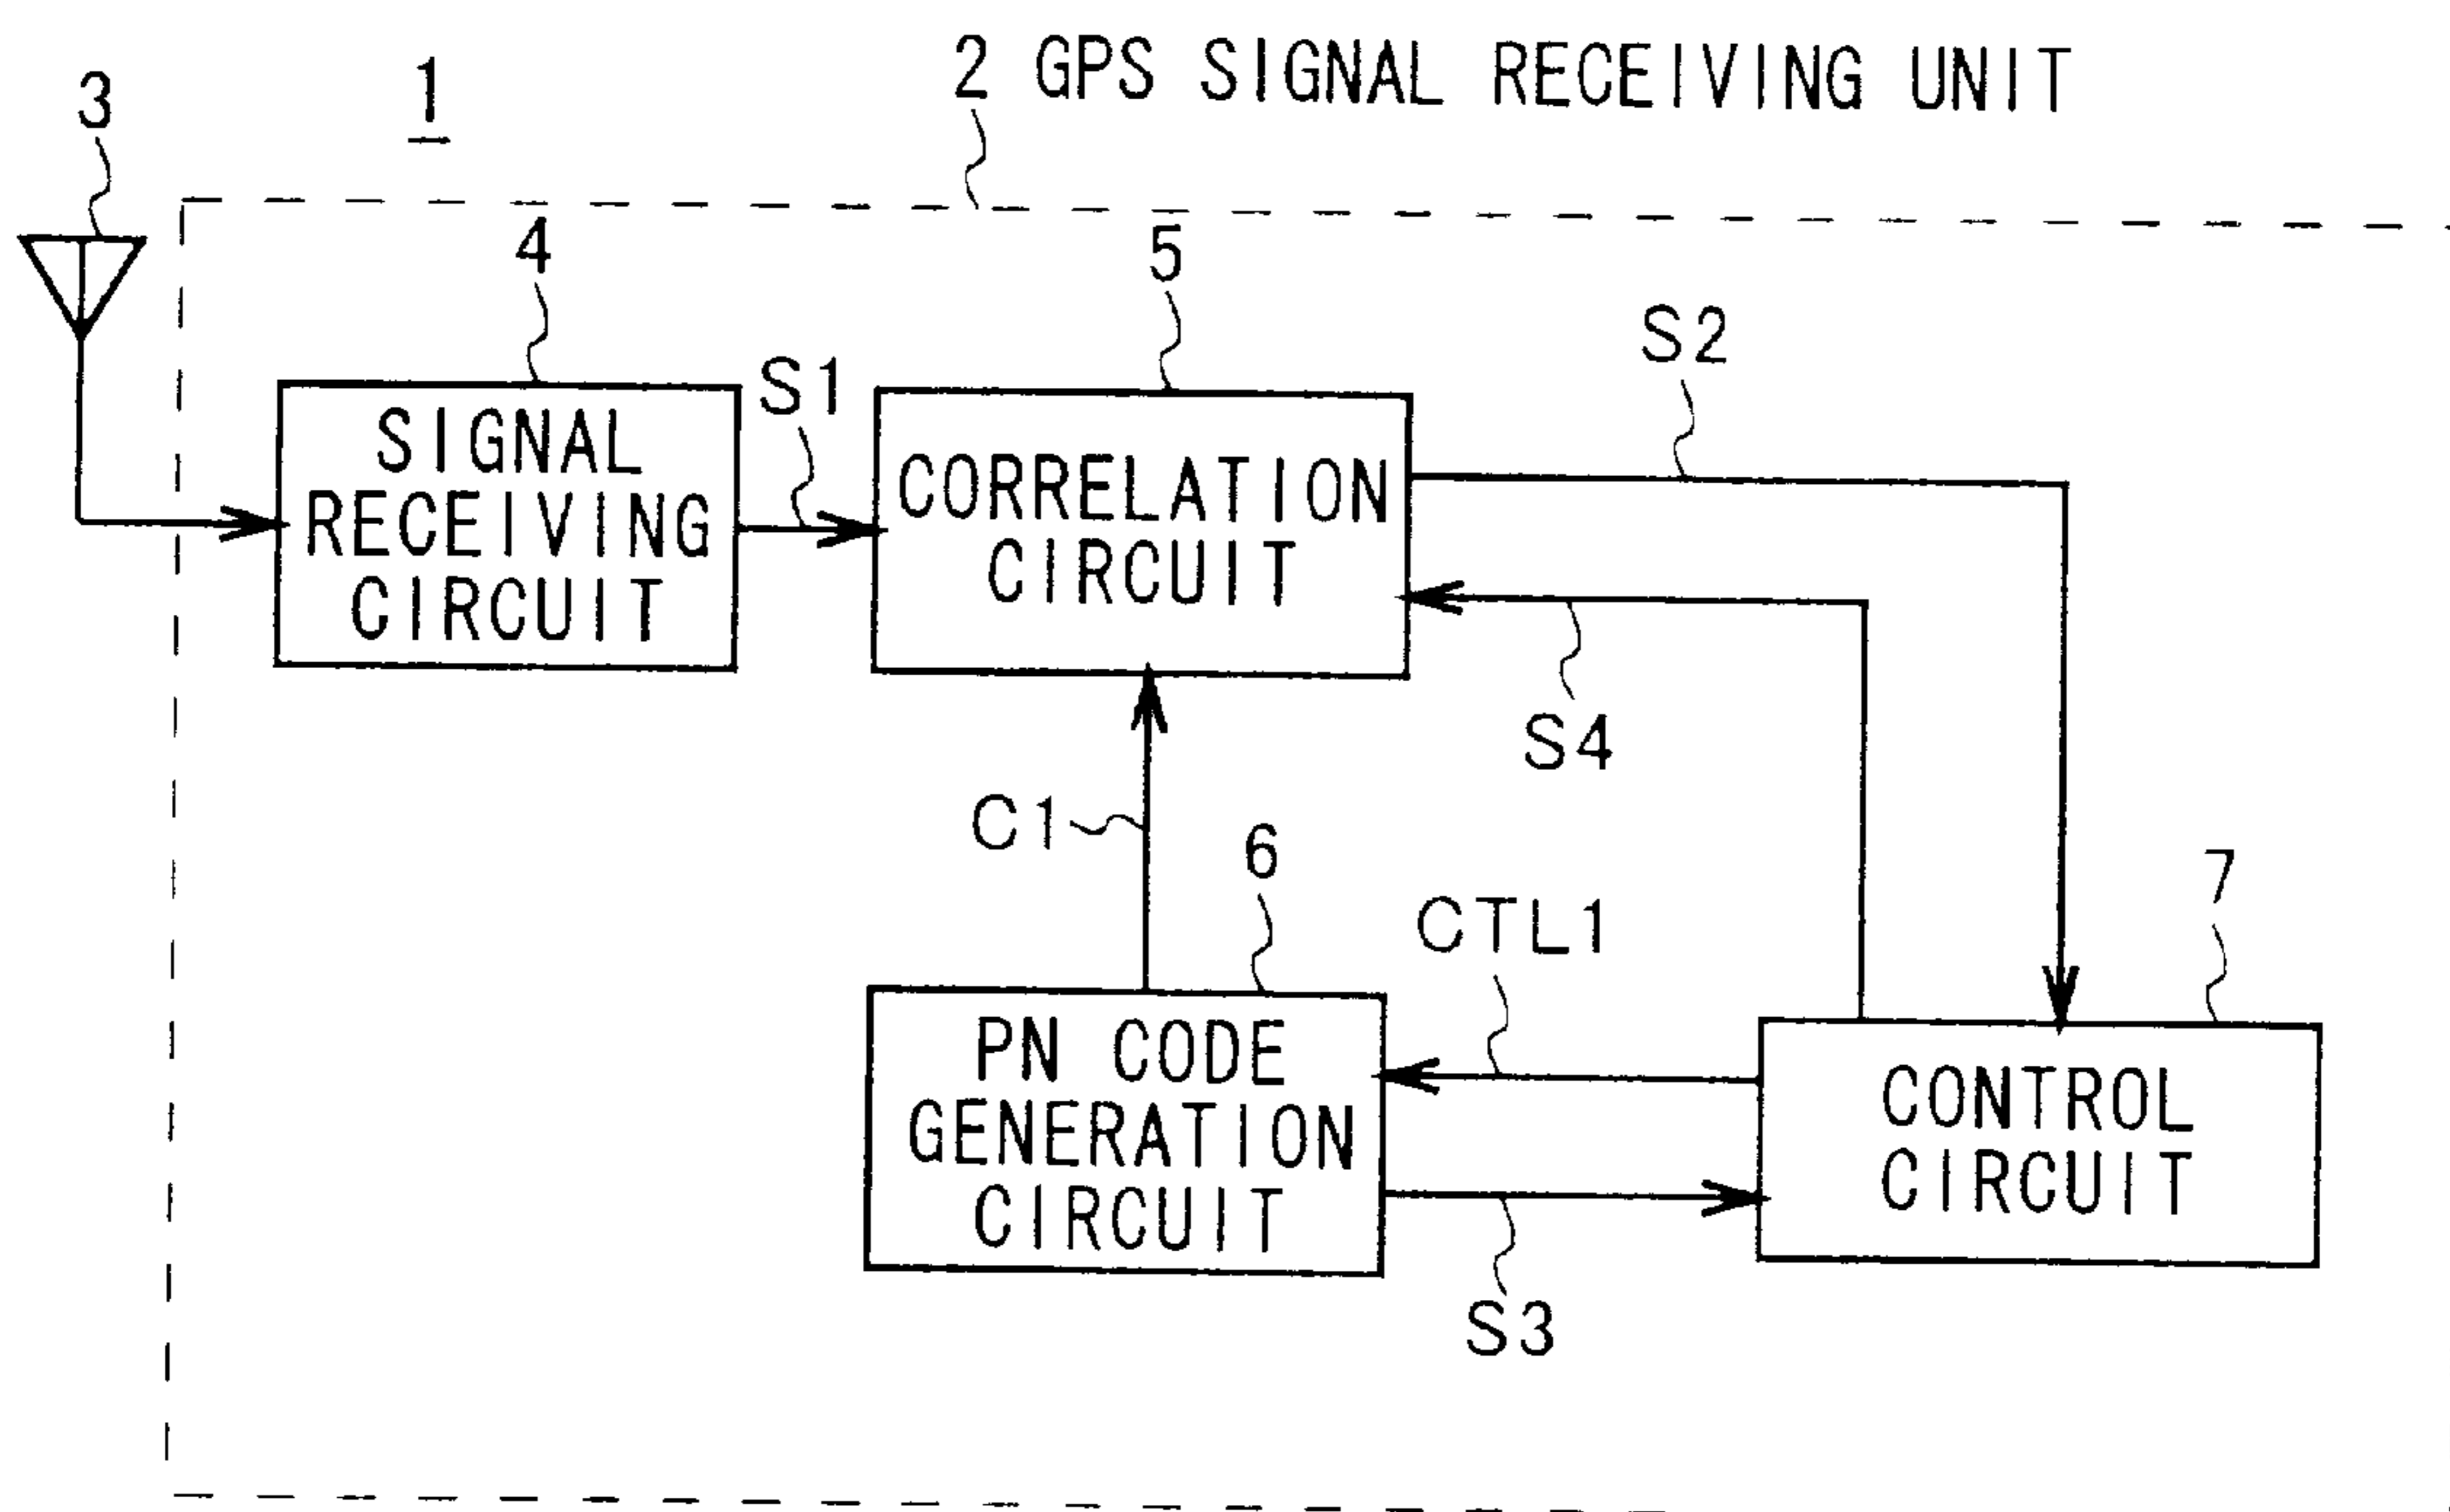 1
2 GPS SIGNAL RECEIVING UNIT
3
4
5
S2
S1
SIGNAL
RECEIVING
CIRCUIT
CORRELATION
CIRCUIT
S4
C1
6
7
CTL1
PN CODE
GENERATION
CIRCUIT
CONTROL
CIRCUIT
S3